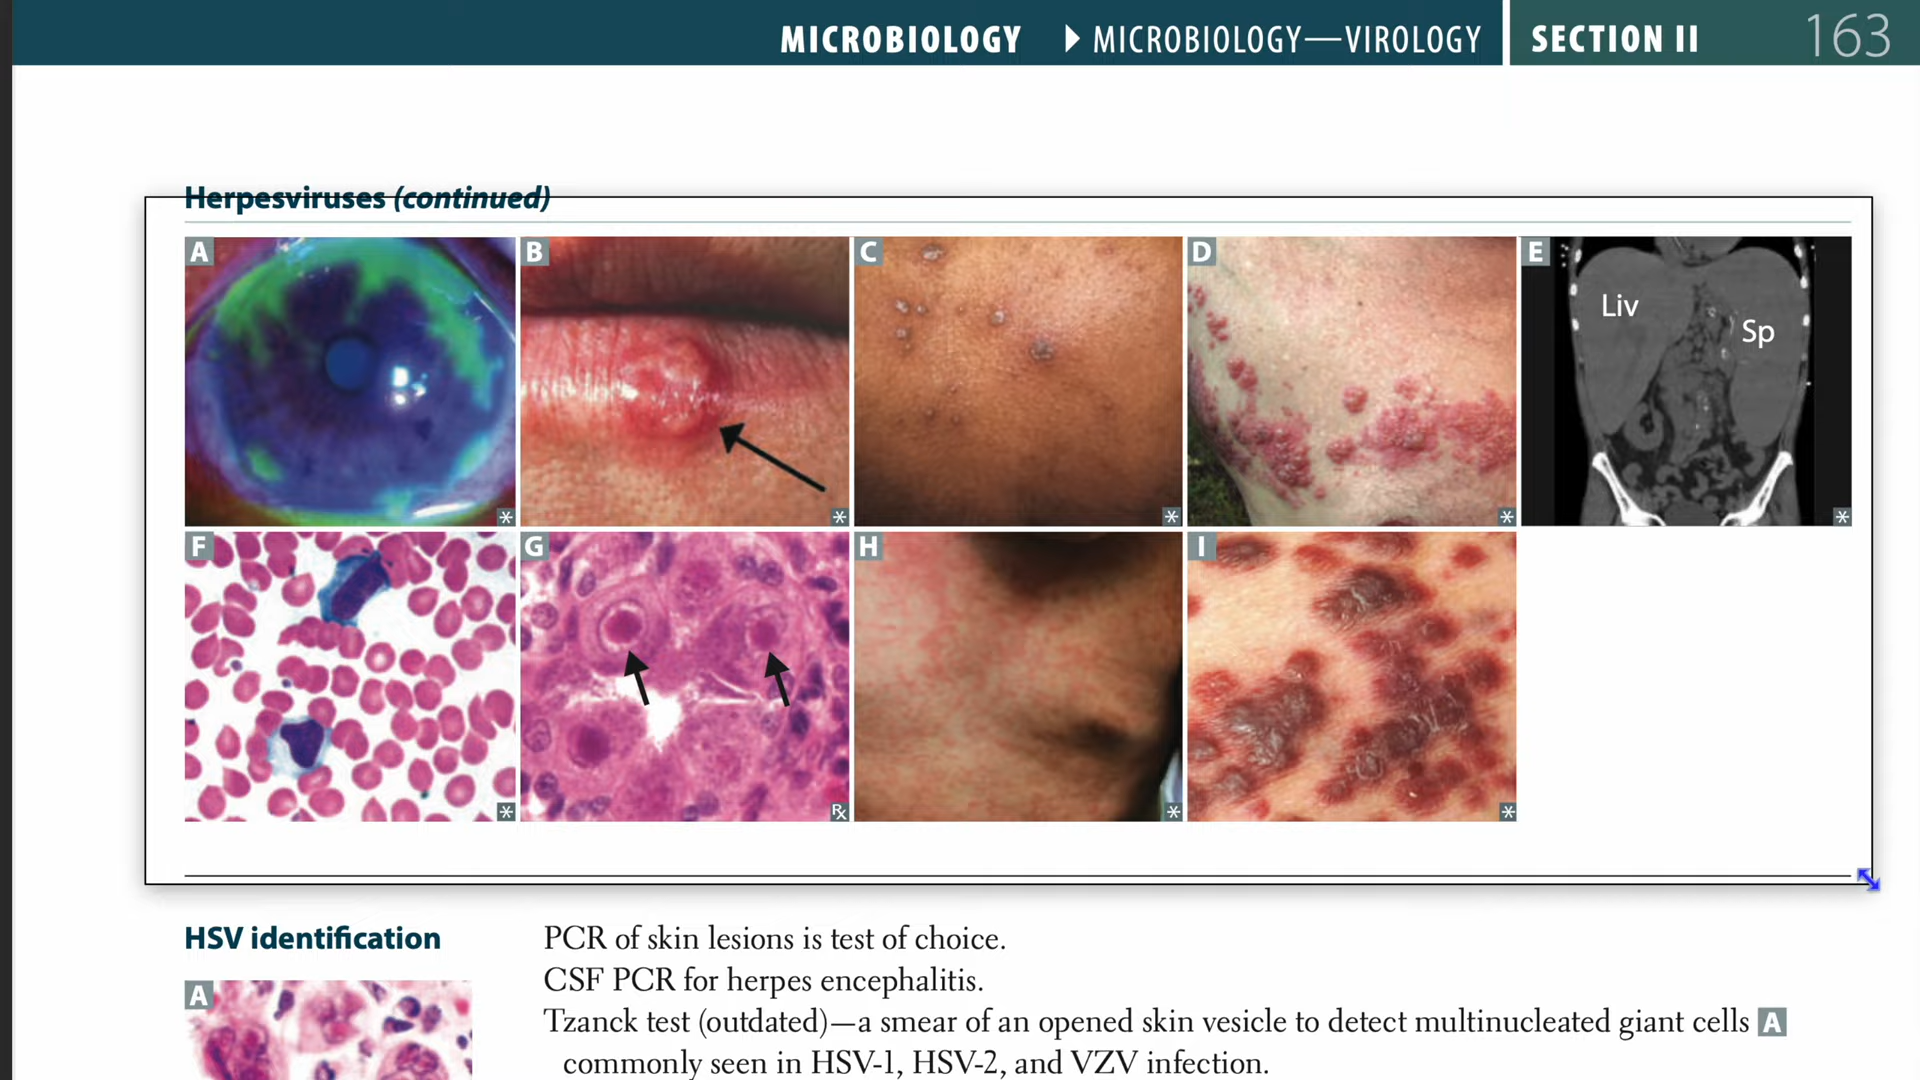 MICROBIOLOGY ▶ MICROBIOLOGY—VIROLOGY SECTION II 163
Herpesviruses (continued)
A B C D E
Liv
Sp
* * * * *
F G H I
* ℞ * *
HSV identification
PCR of skin lesions is test of choice.
CSF PCR for herpes encephalitis.
A
Tzanck test (outdated)—a smear of an opened skin vesicle to detect multinucleated giant cells A
commonly seen in HSV-1, HSV-2, and VZV infection.